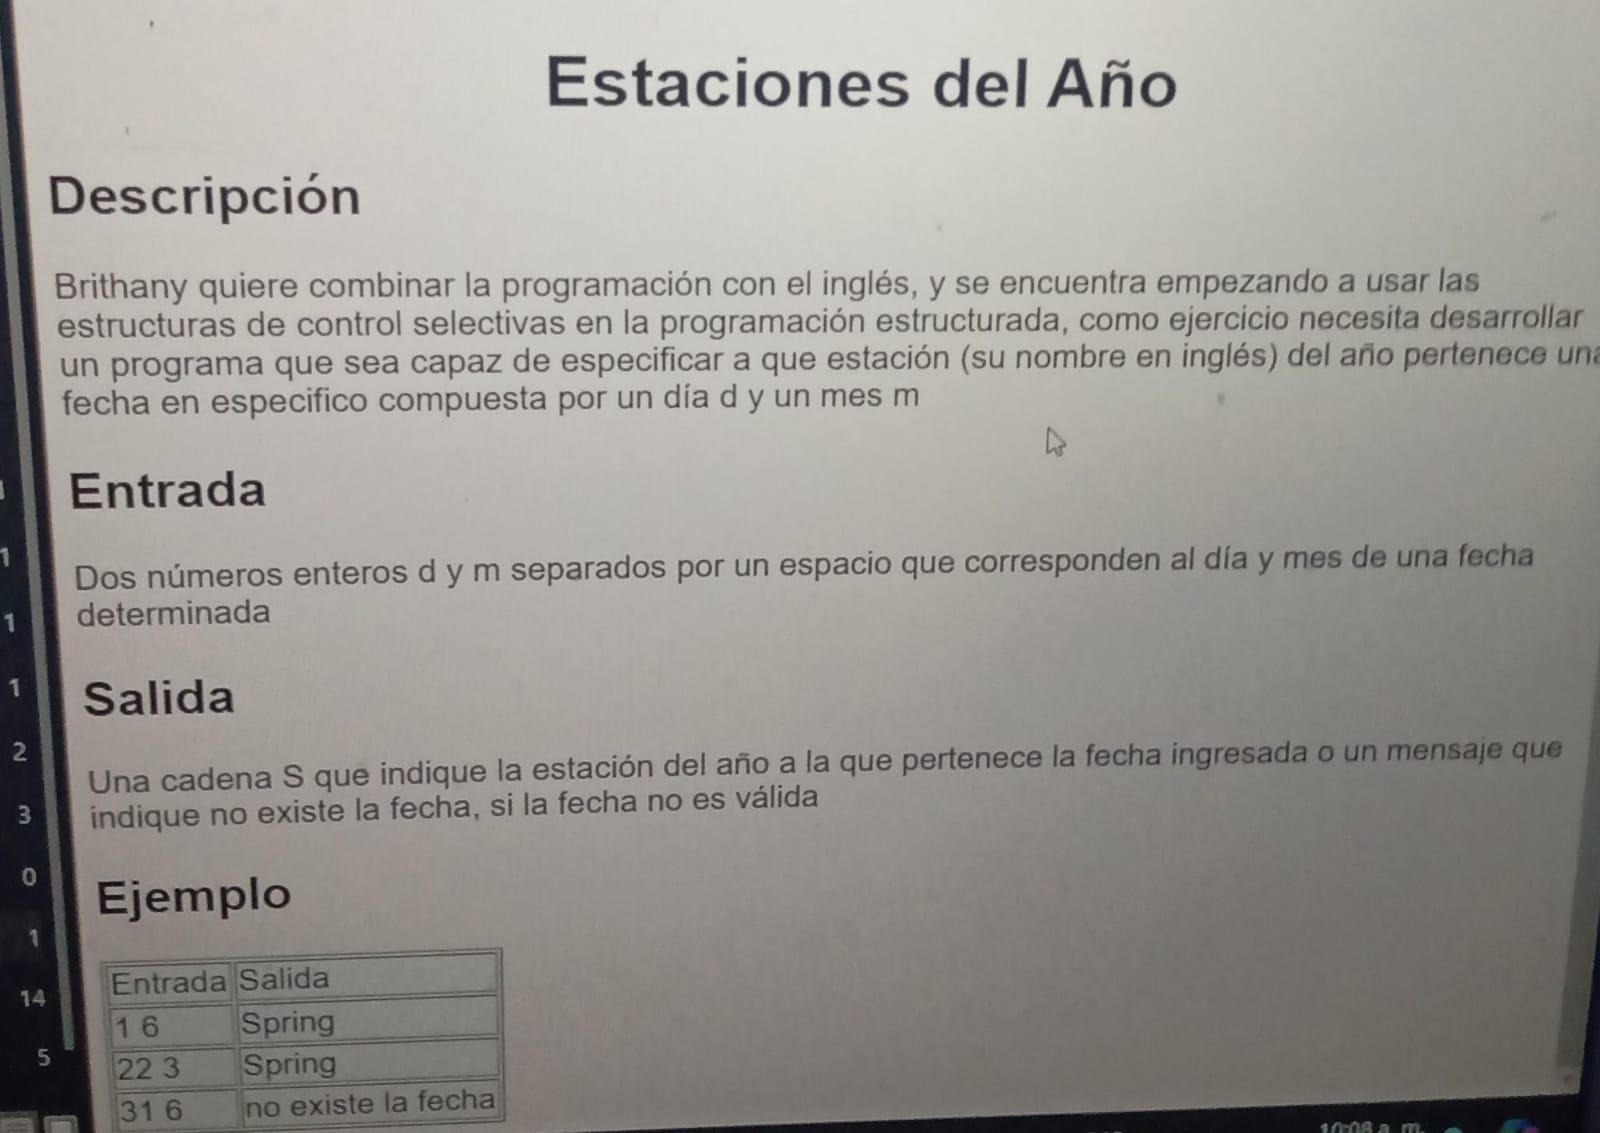 Estaciones del Año
Descripción
Brithany quiere combinar la programación con el inglés, y se encuentra empezando a usar las
estructuras de control selectivas en la programación estructurada, como ejercicio necesita desarrollar
un programa que sea capaz de especificar a que estación (su nombre en inglés) del año pertenece una
fecha en especifico compuesta por un día d y un mes m
Entrada
Dos números enteros d y m separados por un espacio que corresponden al día y mes de una fecha
determinada
Salida
Una cadena S que indique la estación del año a la que pertenece la fecha ingresada o un mensaje que
indique no existe la fecha, si la fecha no es válida
Ejemplo
Entrada Salida
1 6 Spring
22 3 Spring
31 6 no existe la fecha
1
1
1
2
3
0
1
14
5
10:08 a. m.